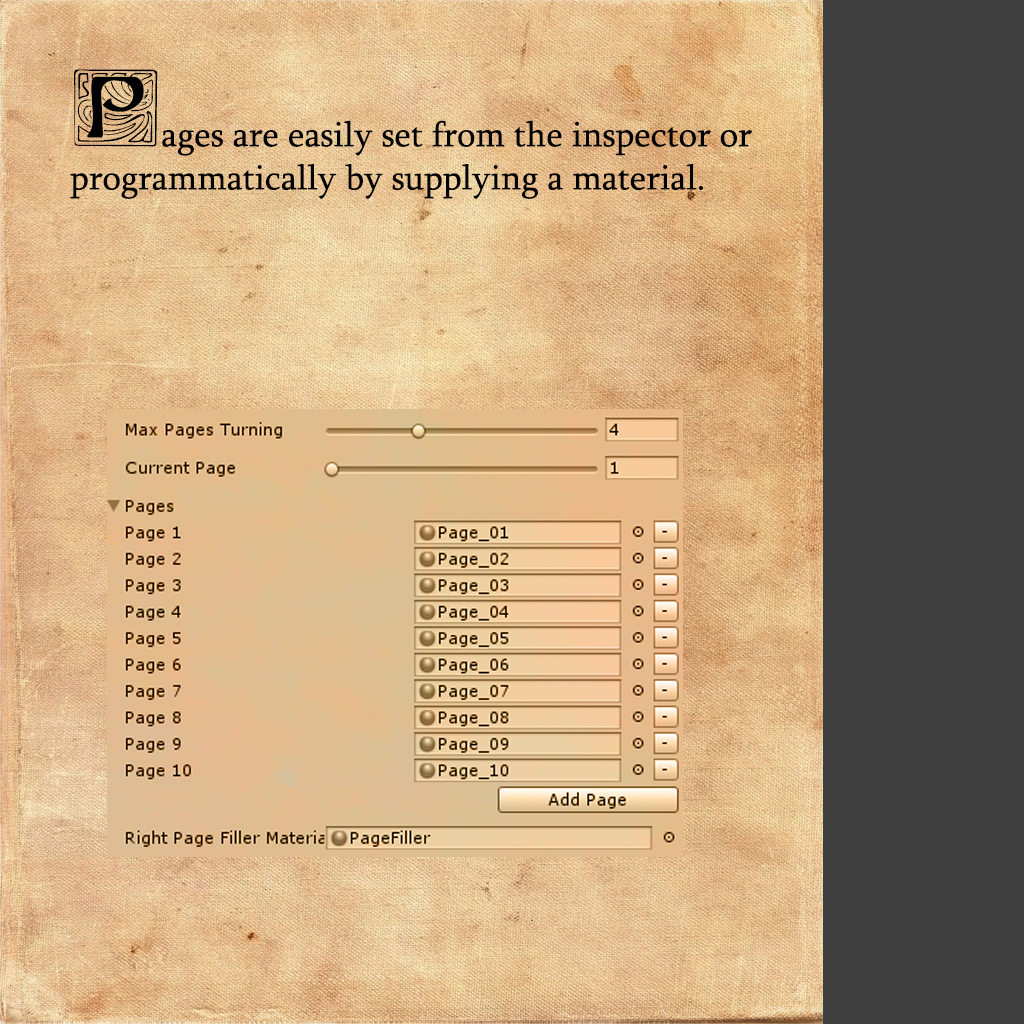 Pages are easily set from the inspector or
programmatically by supplying a material.
Max Pages Turning 4
Current Page 1
Pages
Page 1 Page_01 -
Page 2 Page_02 -
Page 3 Page_03 -
Page 4 Page_04 -
Page 5 Page_05 -
Page 6 Page_06 -
Page 7 Page_07 -
Page 8 Page_08 -
Page 9 Page_09 -
Page 10 Page_10 -
Add Page
Right Page Filler Materia PageFiller